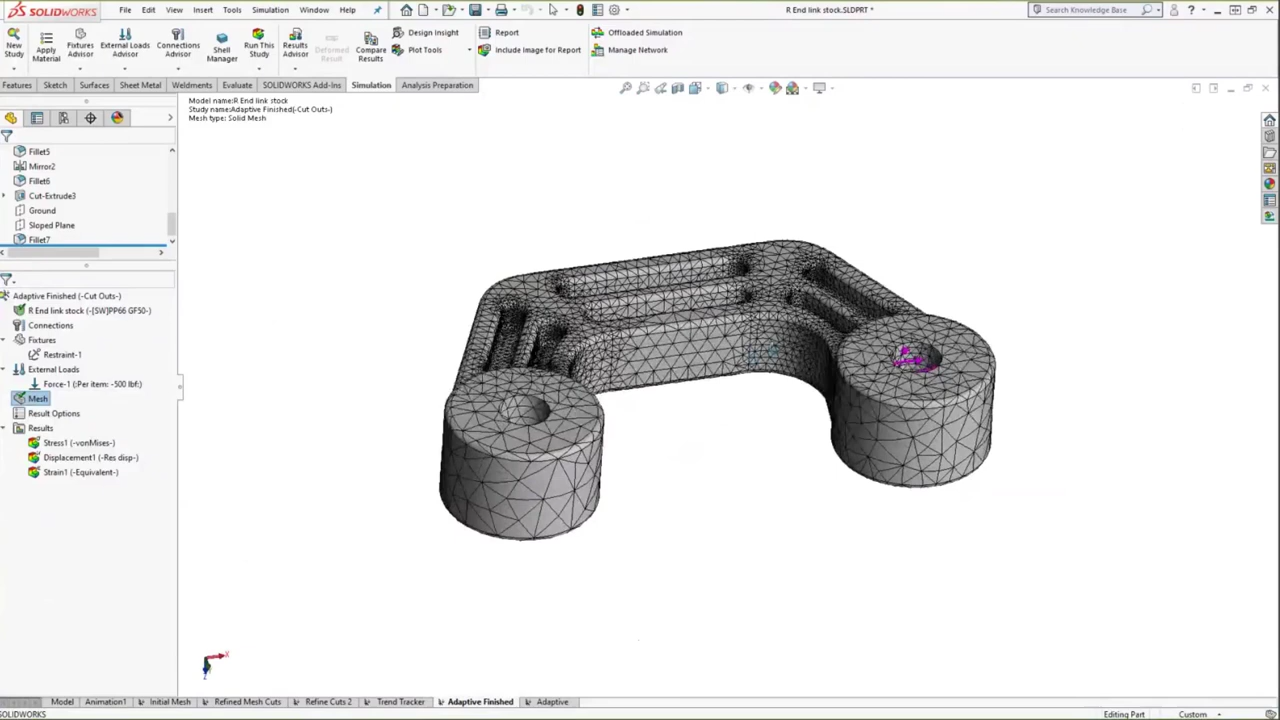 SOLIDWORKS
File Edit View Insert Tools Simulation Window Help
R End link stock.SLDPRT *
Search Knowledge Base
New Study
Apply Material
Fixtures Advisor
External Loads Advisor
Connections Advisor
Shell Manager
Run This Study
Results Advisor
Deformed Result
Compare Results
Design Insight
Plot Tools
Report
Include Image for Report
Offloaded Simulation
Manage Network
Features Sketch Surfaces Sheet Metal Weldments Evaluate SOLIDWORKS Add-Ins Simulation Analysis Preparation
Model name:R End link stock
Study name:Adaptive Finished(-Cut Outs-)
Mesh type: Solid Mesh
Fillet5
Mirror2
Fillet6
Cut-Extrude3
Ground
Sloped Plane
Fillet7
Adaptive Finished (-Cut Outs-)
R End link stock (-[SW]PP66 GF50-)
Connections
Fixtures
Restraint-1
External Loads
Force-1 (:Per item: -500 lbf:)
Mesh
Result Options
Results
Stress1 (-vonMises-)
Displacement1 (-Res disp-)
Strain1 (-Equivalent-)
X
Z
Model Animation1 Initial Mesh Refined Mesh Cuts Refine Cuts 2 Trend Tracker Adaptive Finished Adaptive
SOLIDWORKS
Editing Part
Custom